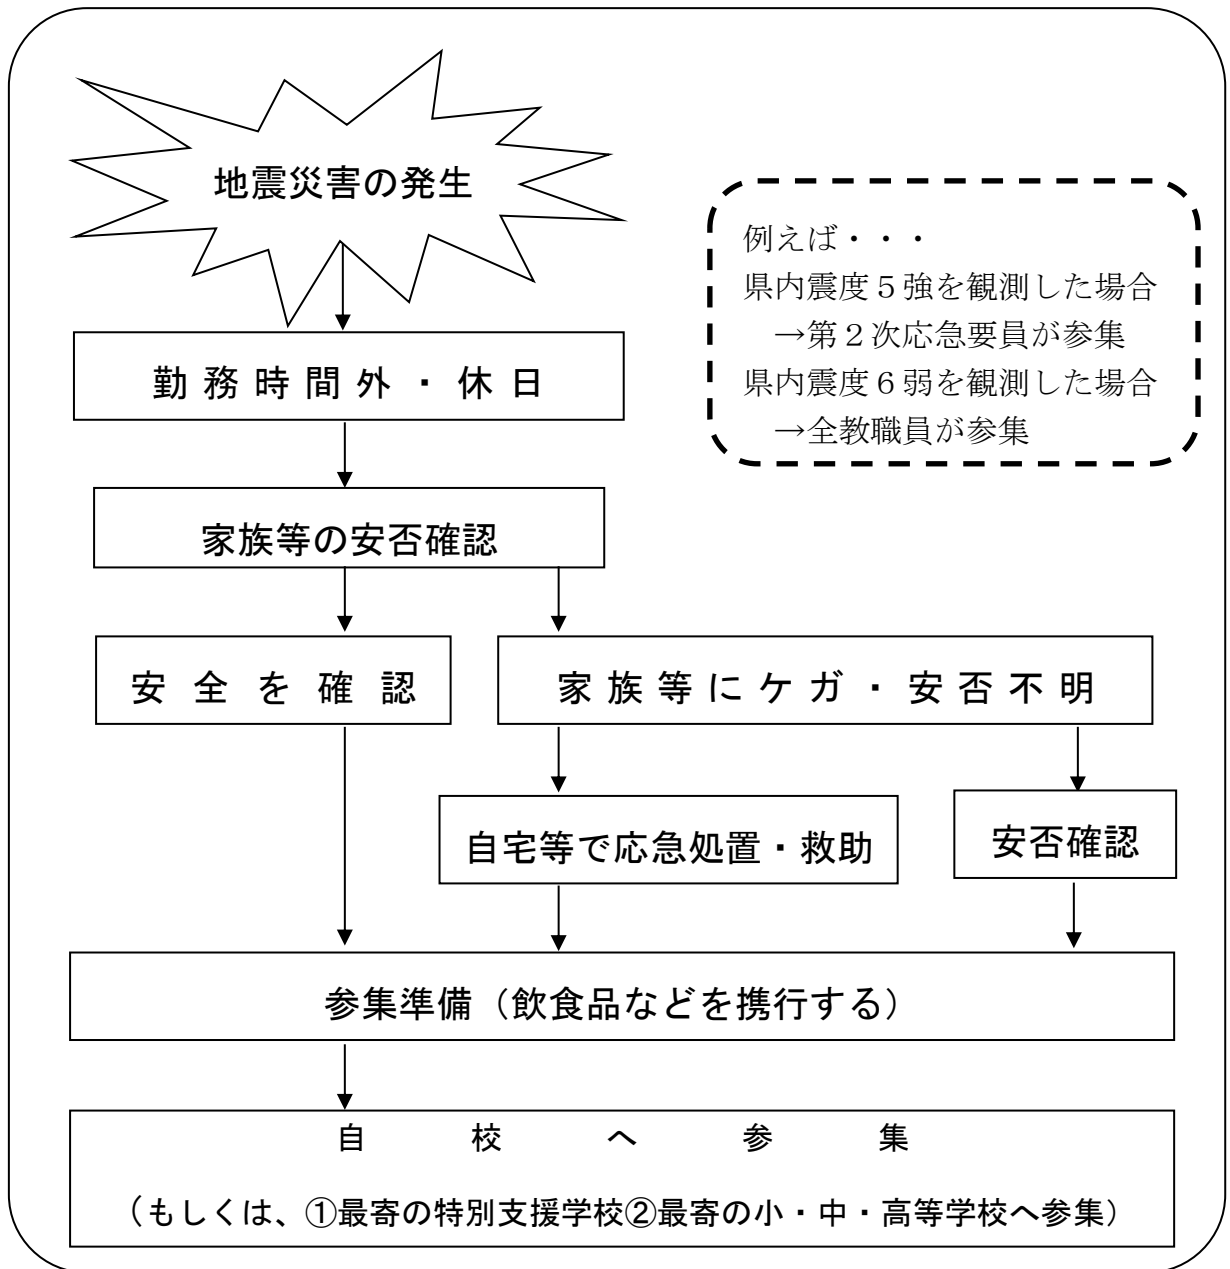 地震災害の発生
例えば・・・
県内震度５強を観測した場合
→第２次応急要員が参集
県内震度６弱を観測した場合
→全教職員が参集
勤務時間外・休日
家族等の安否確認
安全を確認
家族等にケガ・安否不明
自宅等で応急処置・救助
安否確認
参集準備（飲食品などを携行する）
自校へ参集
（もしくは、①最寄の特別支援学校②最寄の小・中・高等学校へ参集）